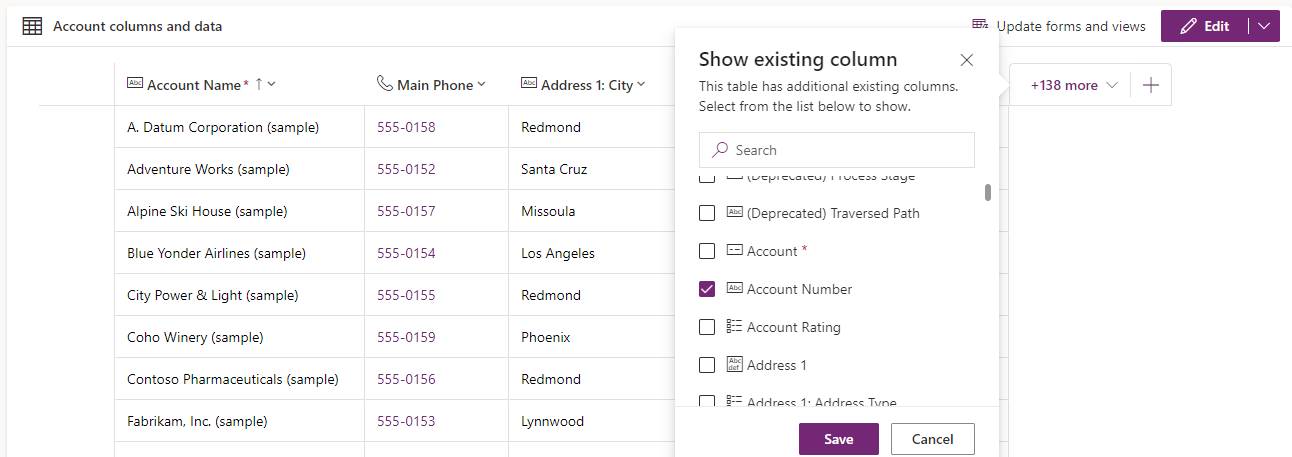 Account columns and data
Update forms and views
Edit
Account Name *
Main Phone
Address 1: City
+138 more
A. Datum Corporation (sample) 555-0158 Redmond
Adventure Works (sample) 555-0152 Santa Cruz
Alpine Ski House (sample) 555-0157 Missoula
Blue Yonder Airlines (sample) 555-0154 Los Angeles
City Power & Light (sample) 555-0155 Redmond
Coho Winery (sample) 555-0159 Phoenix
Contoso Pharmaceuticals (sample) 555-0156 Redmond
Fabrikam, Inc. (sample) 555-0153 Lynnwood
Show existing column
This table has additional existing columns.
Select from the list below to show.
Search
(Deprecated) Process Stage
Abc (Deprecated) Traversed Path
Account *
Abc Account Number
Account Rating
Abc def Address 1
Address 1: Address Type
Save
Cancel